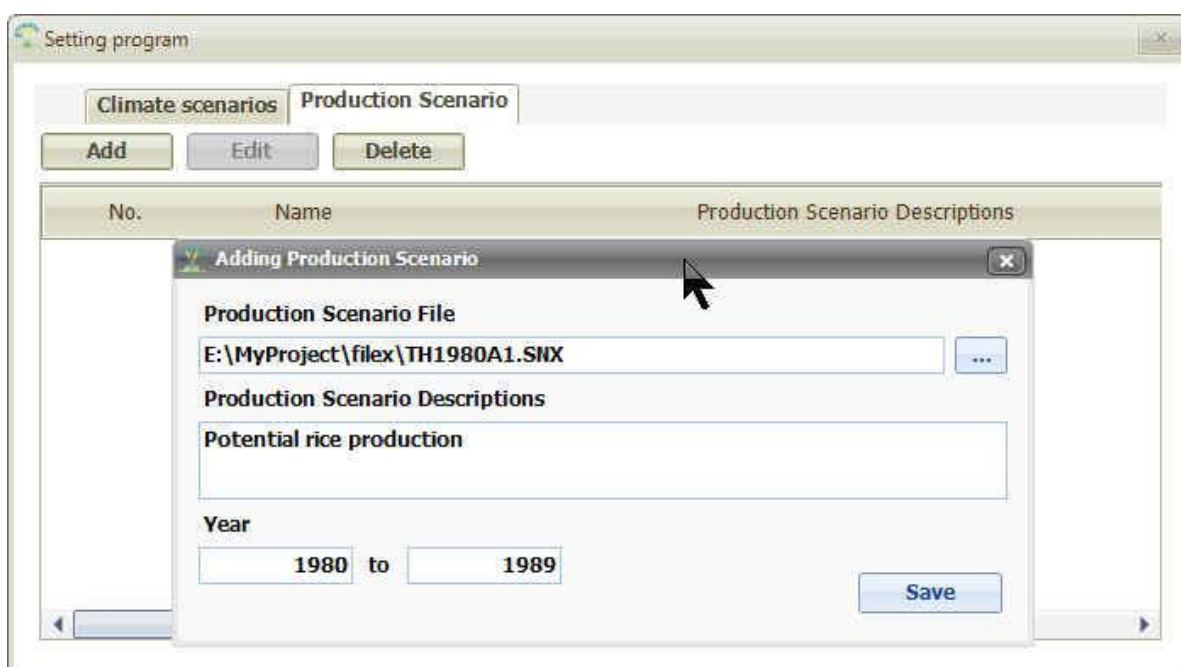 Setting program
Climate scenarios Production Scenario
Add Edit Delete
No. Name Production Scenario Descriptions
Adding Production Scenario
Production Scenario File
E:\MyProject\filex\TH1980A1.SNX ...
Production Scenario Descriptions
Potential rice production
Year
1980 to 1989
Save